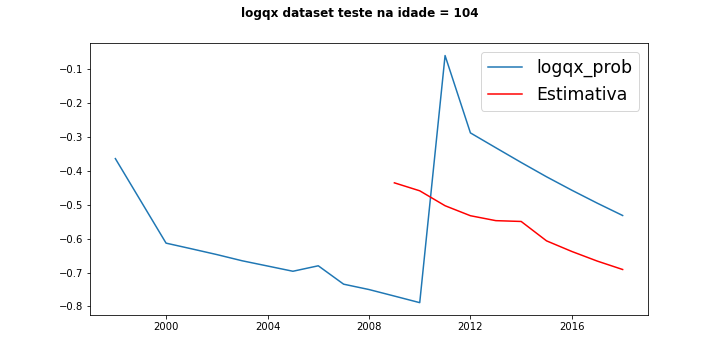 logqx dataset teste na idade = 104
logqx_prob
Estimativa
−0.1
−0.2
−0.3
−0.4
−0.5
−0.6
−0.7
−0.8
2000 2004 2008 2012 2016